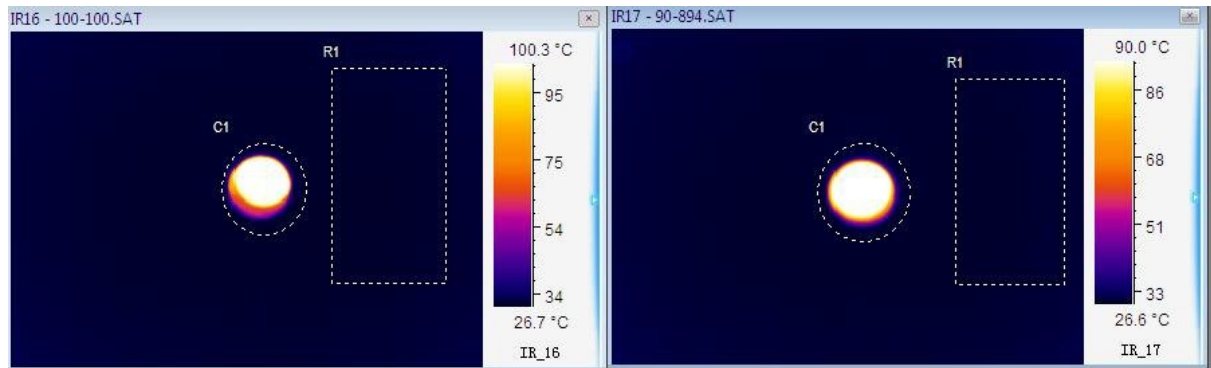 IR16 - 100-100.SAT
R1
C1
100.3 °C
95
75
54
34
26.7 °C
IR_16
IR17 - 90-894.SAT
R1
C1
90.0 °C
86
68
51
33
26.6 °C
IR_17